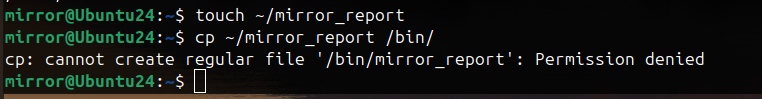 mirror@Ubuntu24:~$ touch ~/mirror_report
mirror@Ubuntu24:~$ cp ~/mirror_report /bin/
cp: cannot create regular file '/bin/mirror_report': Permission denied
mirror@Ubuntu24:~$